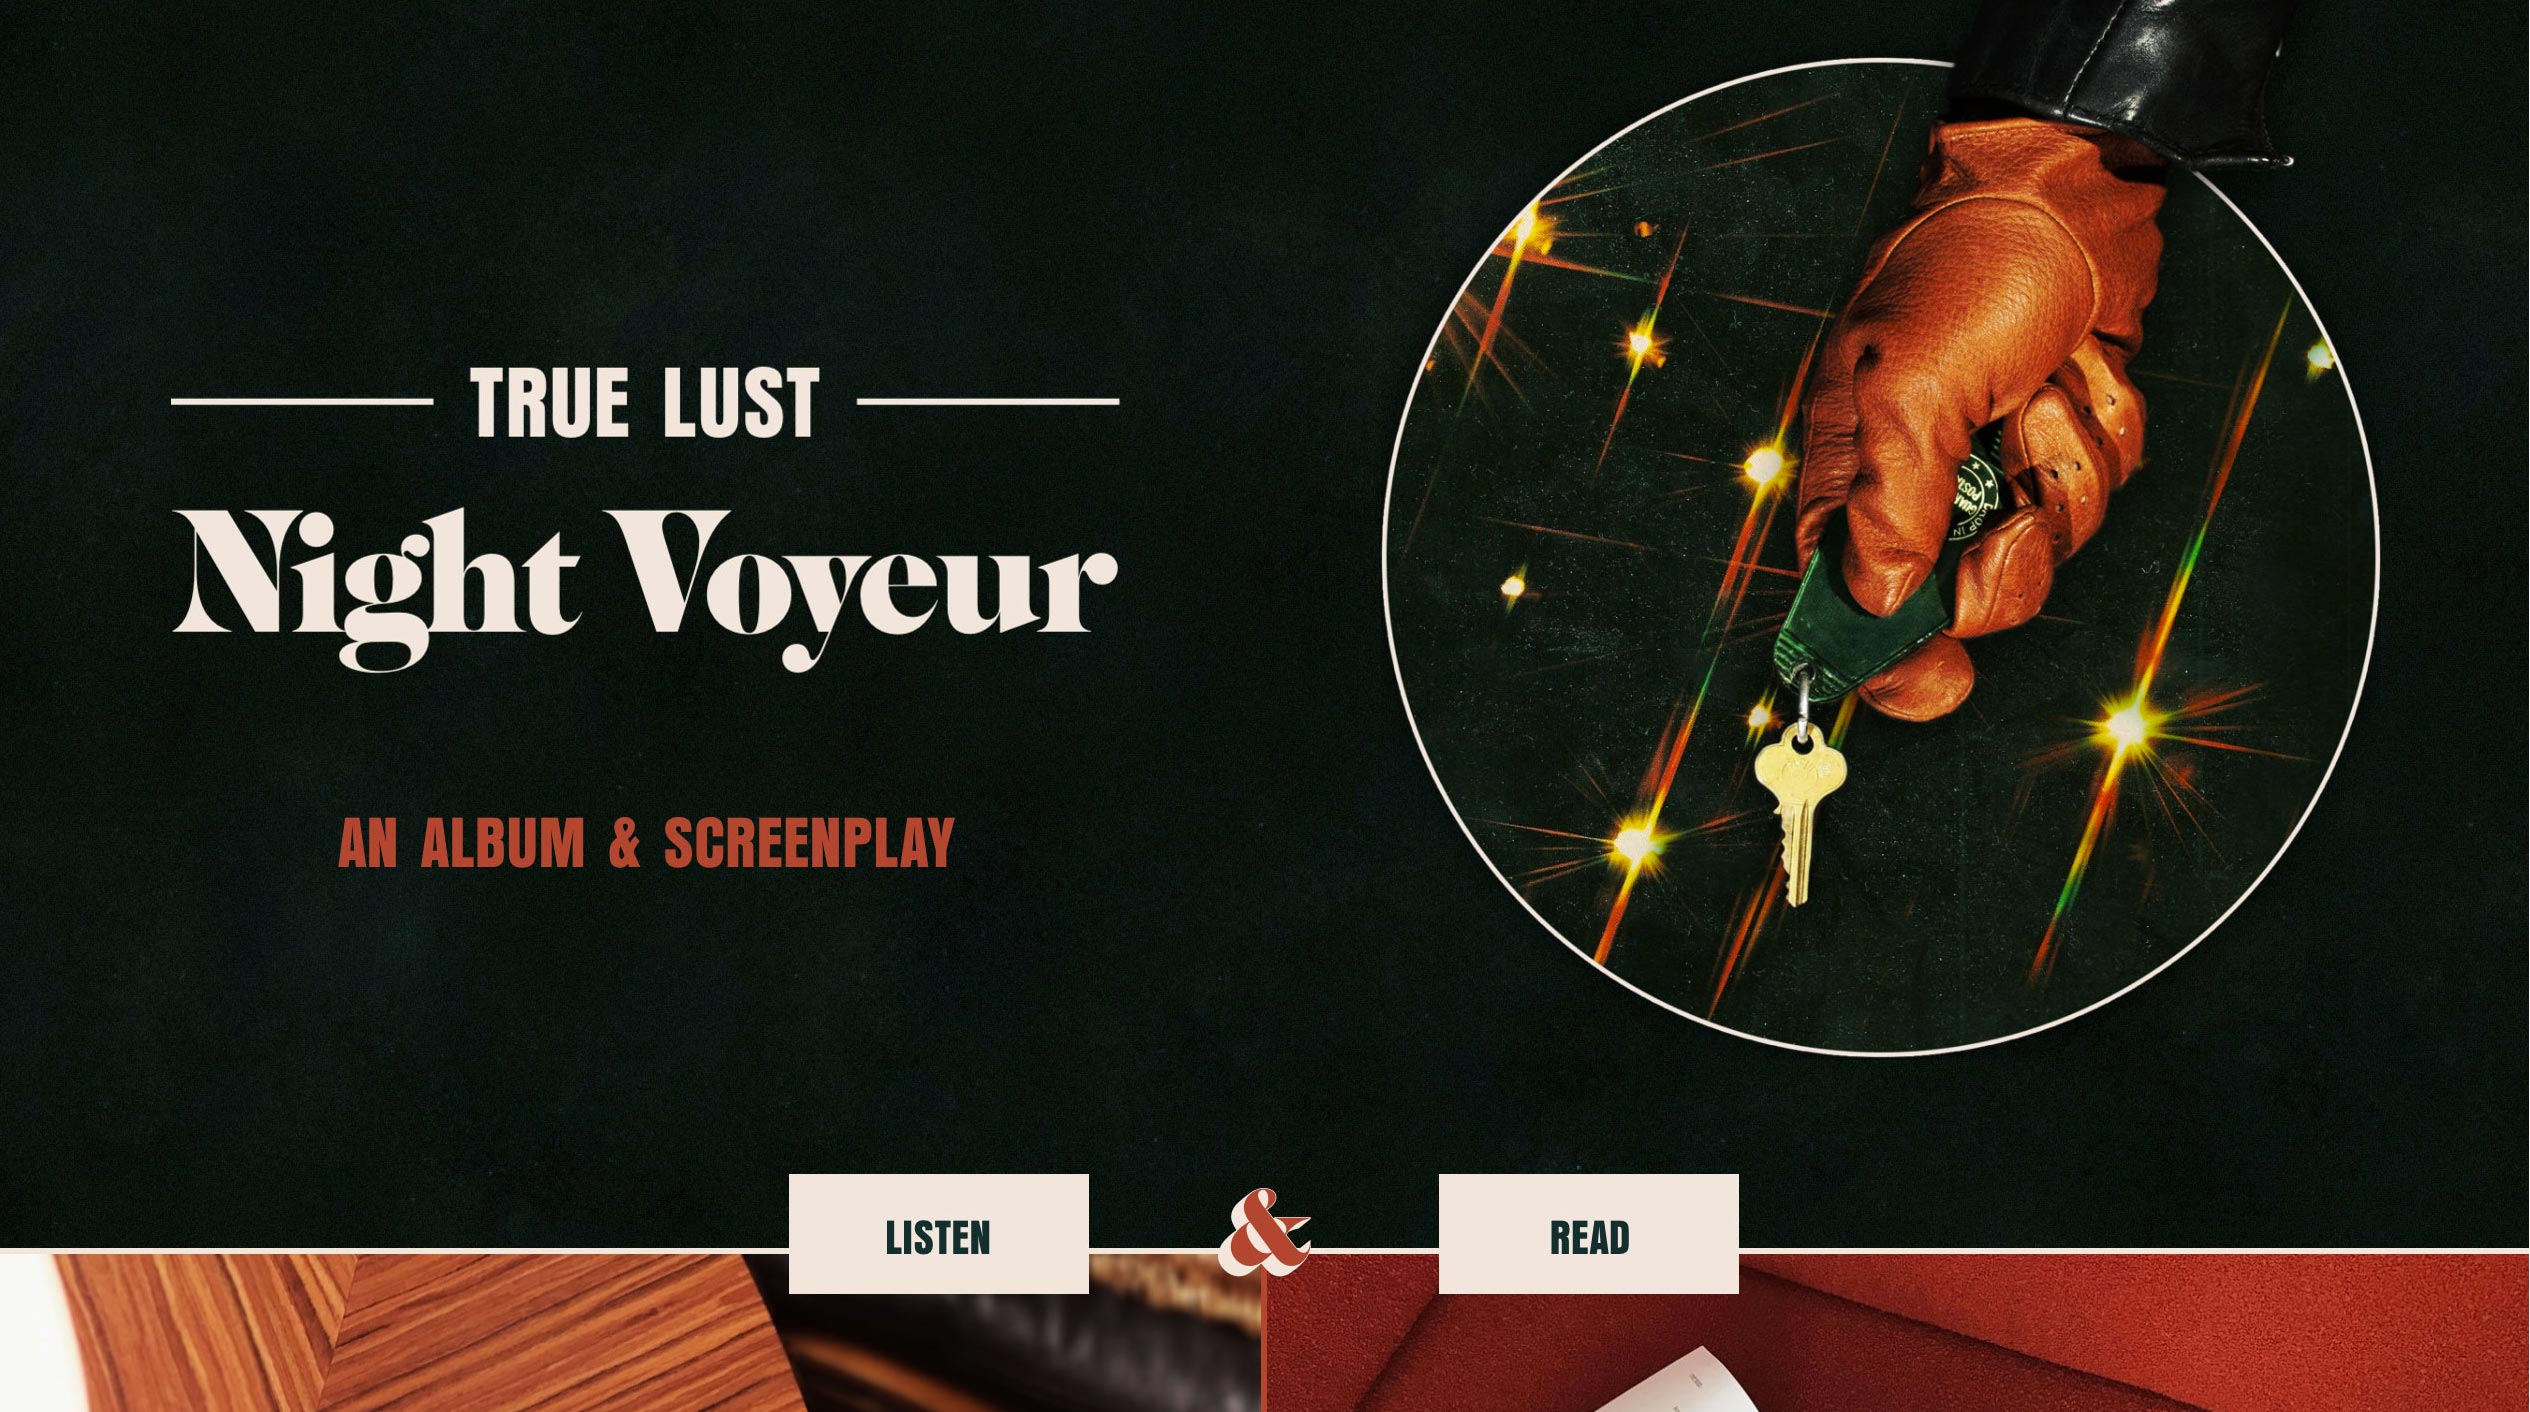 TRUE LUST
Night Voyeur
AN ALBUM & SCREENPLAY
LISTEN
&
READ